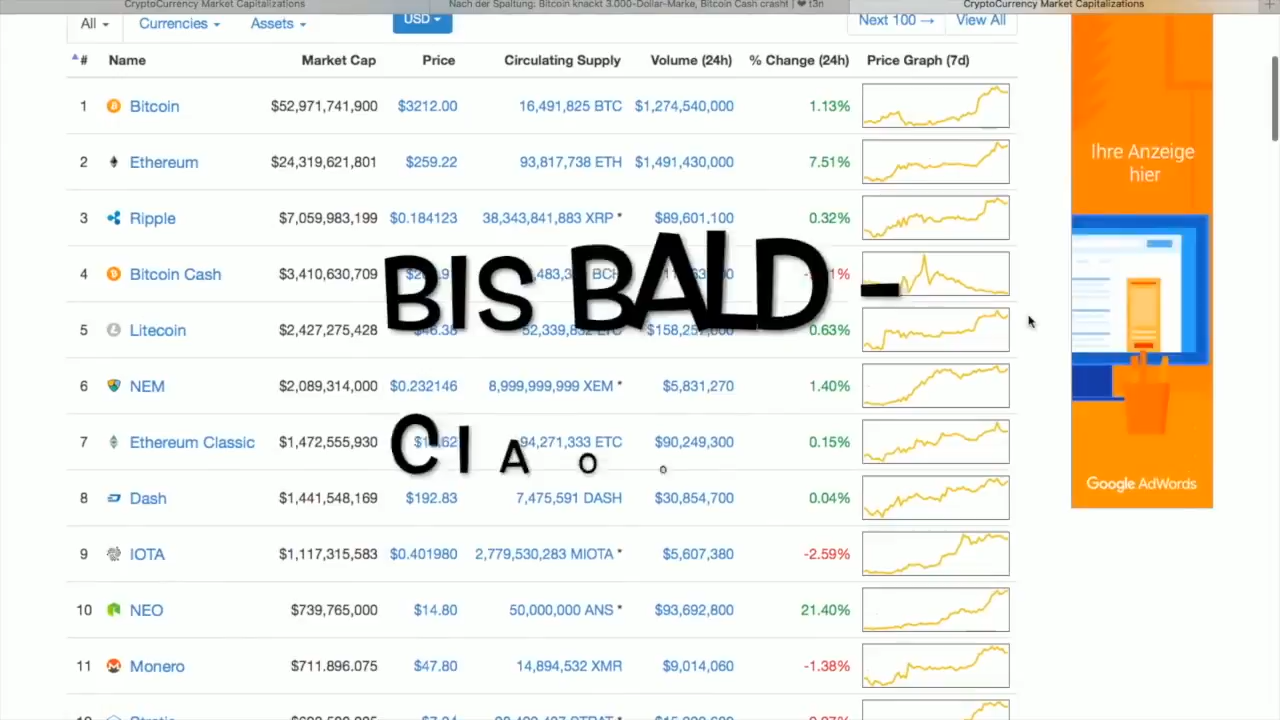 CryptoCurrency Market Capitalizations Nach der Spaltung: Bitcoin knackt 3.000-Dollar-Marke, Bitcoin Cash crasht | ❤ t3n CryptoCurrency Market Capitalizations
All Currencies Assets USD Next 100 → View All
# Name Market Cap Price Circulating Supply Volume (24h) % Change (24h) Price Graph (7d)
1 Bitcoin $52,971,741,900 $3212.00 16,491,825 BTC $1,274,540,000 1.13%
2 Ethereum $24,319,621,801 $259.22 93,817,738 ETH $1,491,430,000 7.51%
3 Ripple $7,059,983,199 $0.184123 38,343,841,883 XRP * $89,601,100 0.32%
4 Bitcoin Cash $3,410,630,709
BIS BALD -
5 Litecoin $2,427,275,428 0.63%
6 NEM $2,089,314,000 $0.232146 8,999,999,999 XEM * $5,831,270 1.40%
7 Ethereum Classic $1,472,555,930 94,271,333 ETC $90,249,300 0.15%
CIAO.
8 Dash $1,441,548,169 $192.83 7,475,591 DASH $30,854,700 0.04%
9 IOTA $1,117,315,583 $0.401980 2,779,530,283 MIOTA * $5,607,380 -2.59%
10 NEO $739,765,000 $14.80 50,000,000 ANS * $93,692,800 21.40%
11 Monero $711.896.075 $47.80 14,894,532 XMR $9,014,060 -1.38%
Ihre Anzeige
hier
Google AdWords